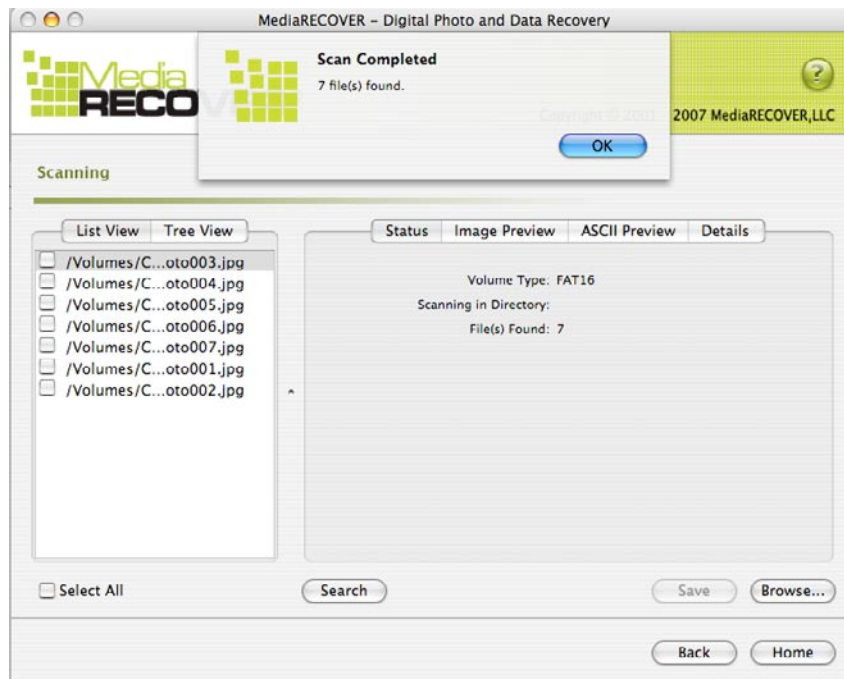 MediaRECOVER – Digital Photo and Data Recovery
Media
RECOVER
Scan Completed
7 file(s) found.
OK
?
Copyright © 2001 2007 MediaRECOVER,LLC
Scanning
List View Tree View
/Volumes/C...oto003.jpg
/Volumes/C...oto004.jpg
/Volumes/C...oto005.jpg
/Volumes/C...oto006.jpg
/Volumes/C...oto007.jpg
/Volumes/C...oto001.jpg
/Volumes/C...oto002.jpg
Status Image Preview ASCII Preview Details
Volume Type: FAT16
Scanning in Directory:
File(s) Found: 7
Select All
Search
Save
Browse...
Back
Home